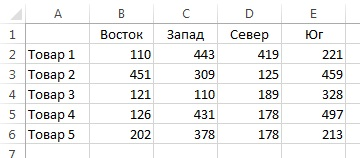 A B C D E
1 Восток Запад Север Юг
2 Товар 1 110 443 419 221
3 Товар 2 451 309 125 459
4 Товар 3 121 110 189 328
5 Товар 4 126 431 178 497
6 Товар 5 202 378 178 213
7